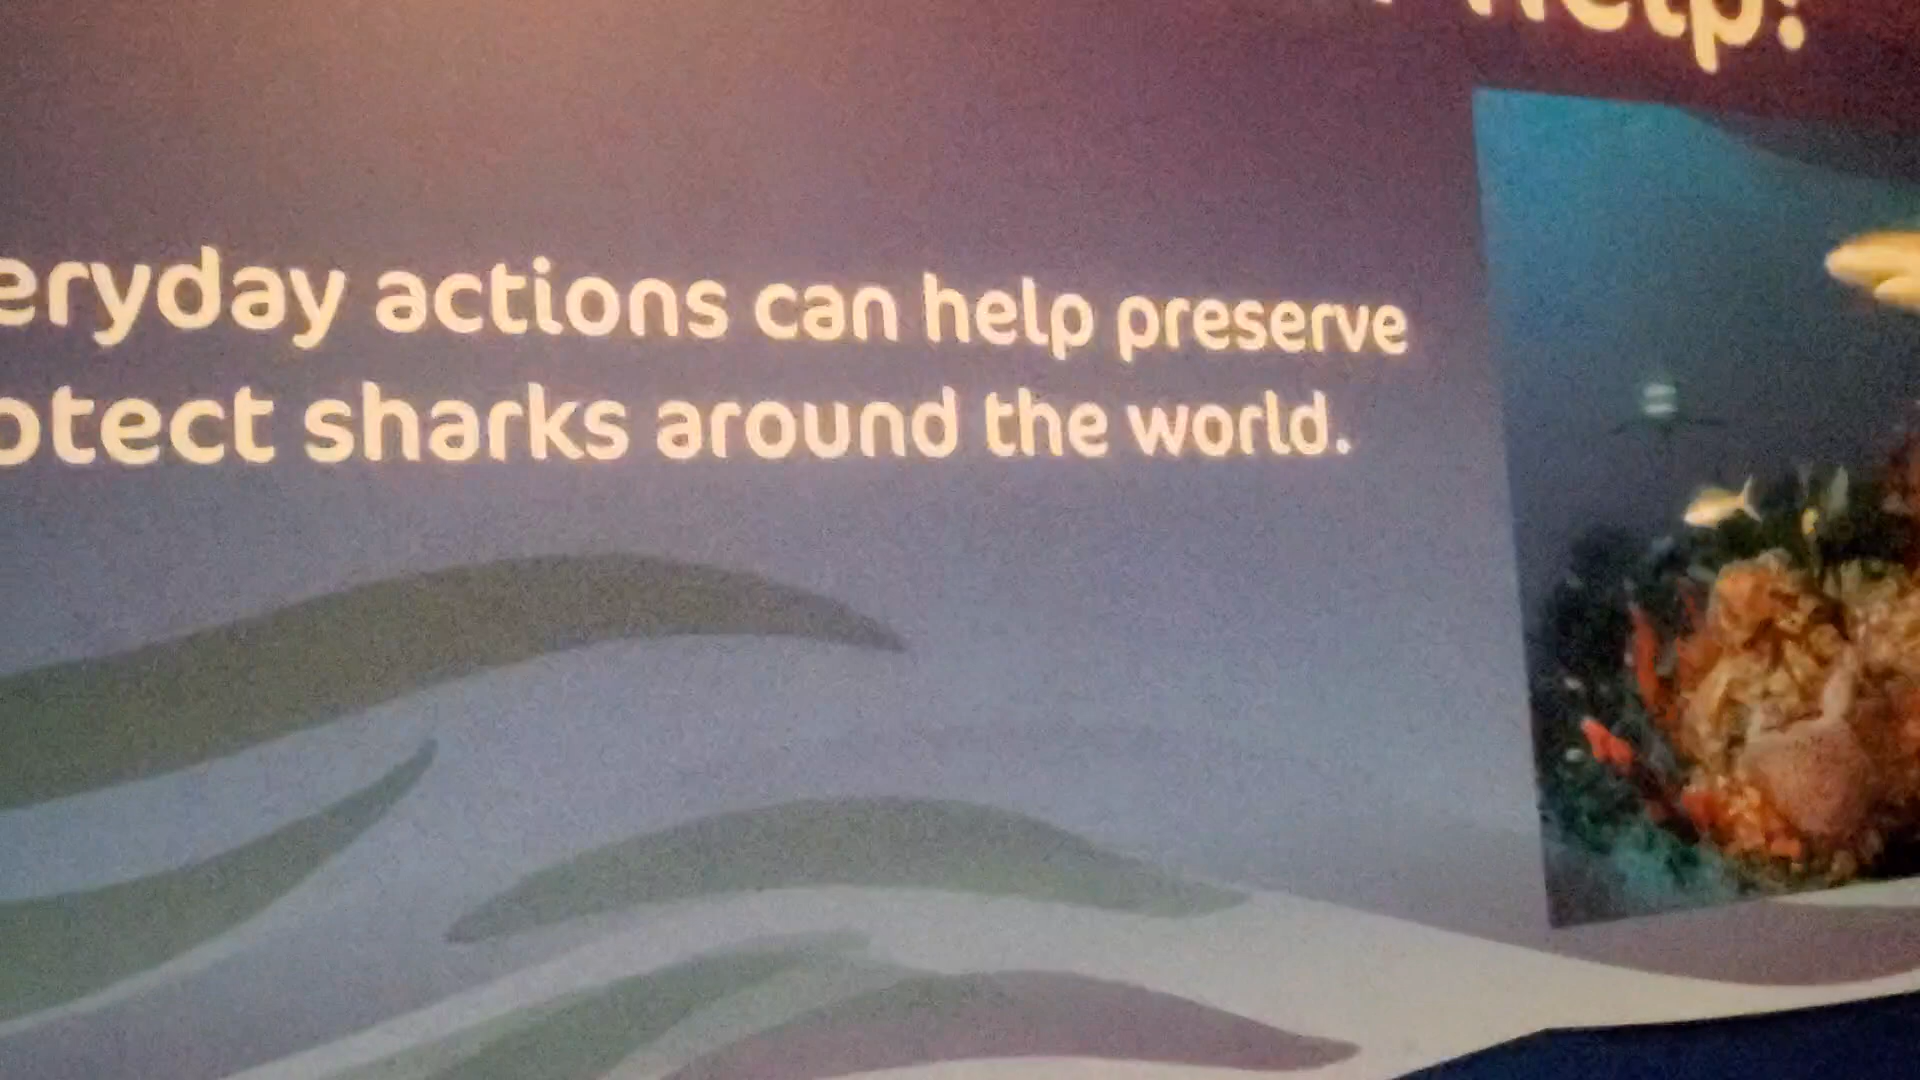 help!
eryday actions can help preserve
otect sharks around the world.